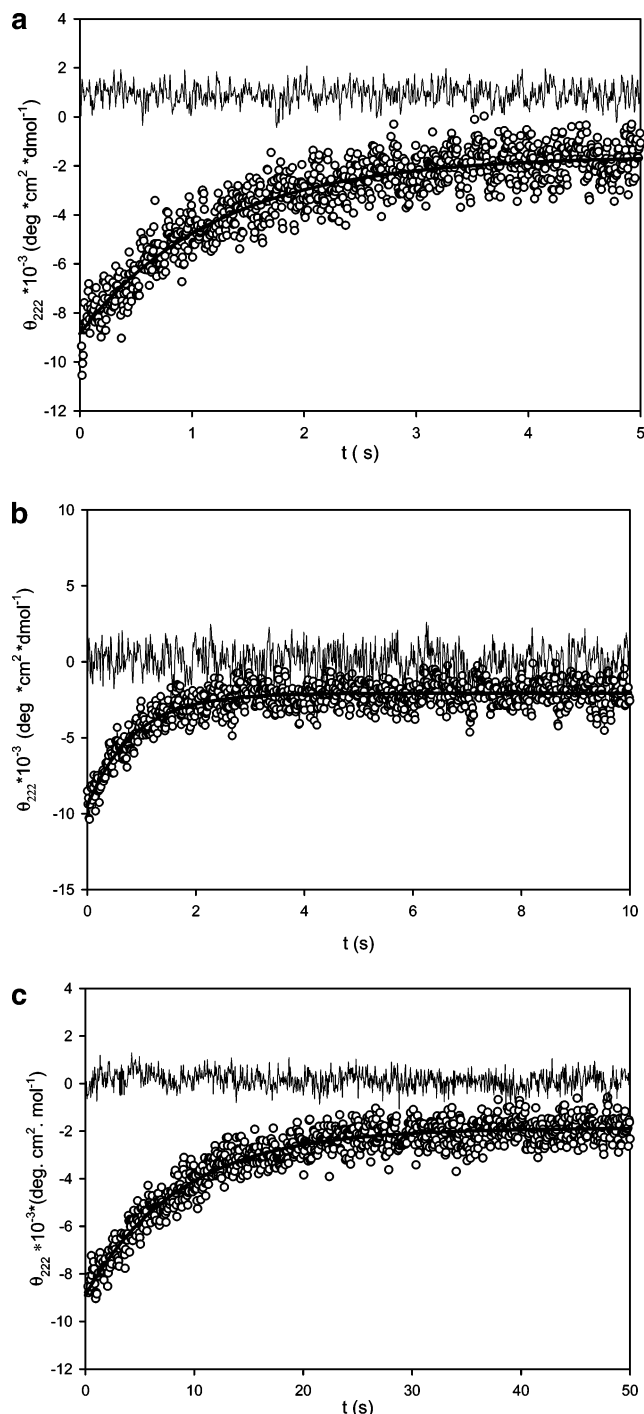 a
4
2
0
-2
-4
-6
-8
-10
-12
θ222 *10-3 (deg *cm2 *dmol-1)
0 1 2 3 4 5
t ( s)
b
10
5
0
-5
-10
-15
θ222*10-3 (deg *cm2 *dmol-1)
0 2 4 6 8 10
t (s)
c
4
2
0
-2
-4
-6
-8
-10
-12
θ222 *10-3*(deg. cm2. mol-1)
0 10 20 30 40 50
t (s)